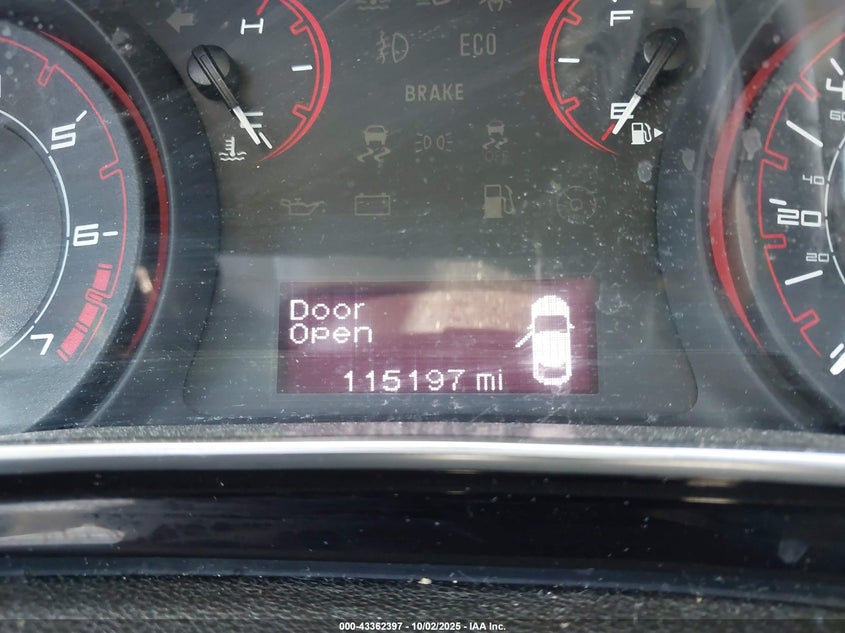 H
F
ECO
BRAKE
E
5
6
7
OFF
4
60
40
20
20
Door
Open
115197 mi
000-43362397 - 10/02/2025 - IAA Inc.